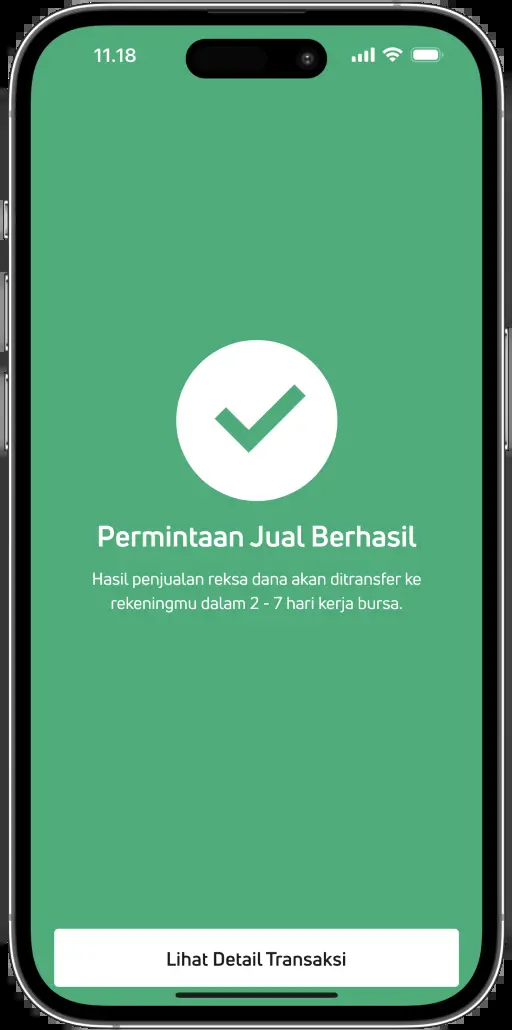 11.18
Permintaan Jual Berhasil
Hasil penjualan reksa dana akan ditransfer ke
rekeningmu dalam 2 - 7 hari kerja bursa.
Lihat Detail Transaksi